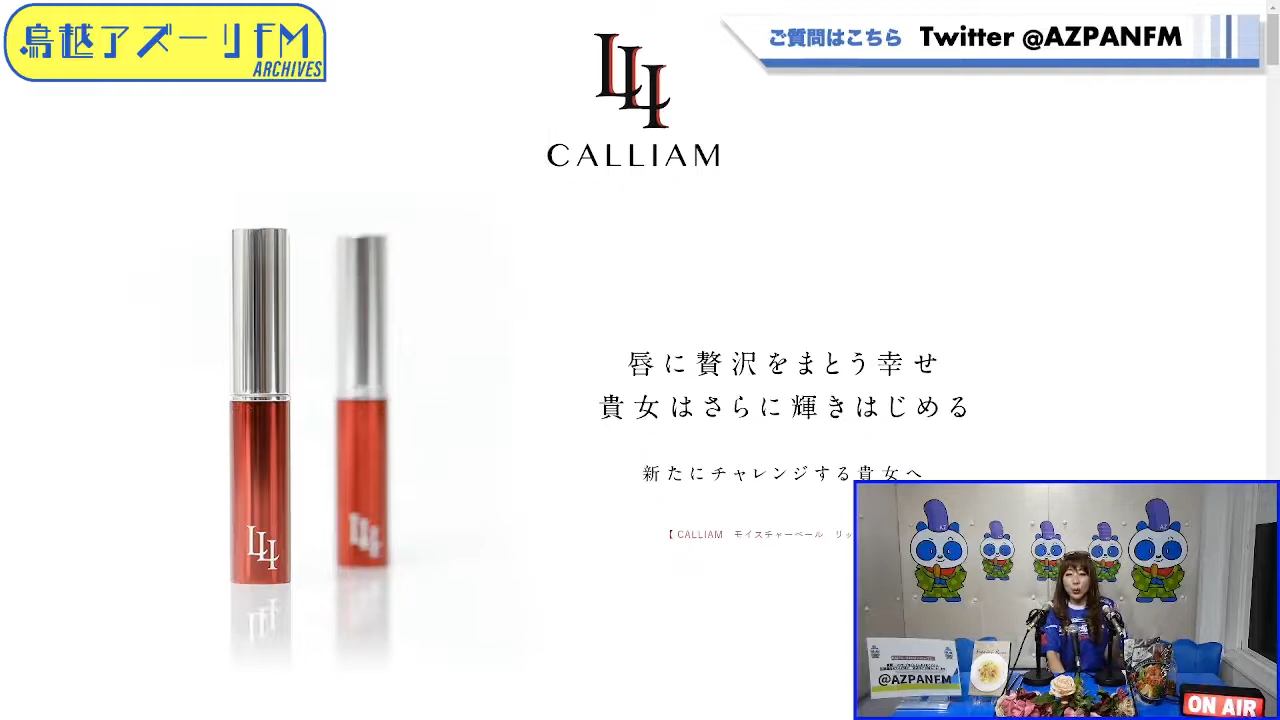 鳥越アズーリFM
ARCHIVES
ご質問はこちら Twitter @AZPANFM
CALLIAM
唇に贅沢をまとう幸せ
貴女はさらに輝きはじめる
新たにチャレンジする貴女へ
【 CALLIAM モイスチャーベール リッ
@AZPANFM
ON AIR